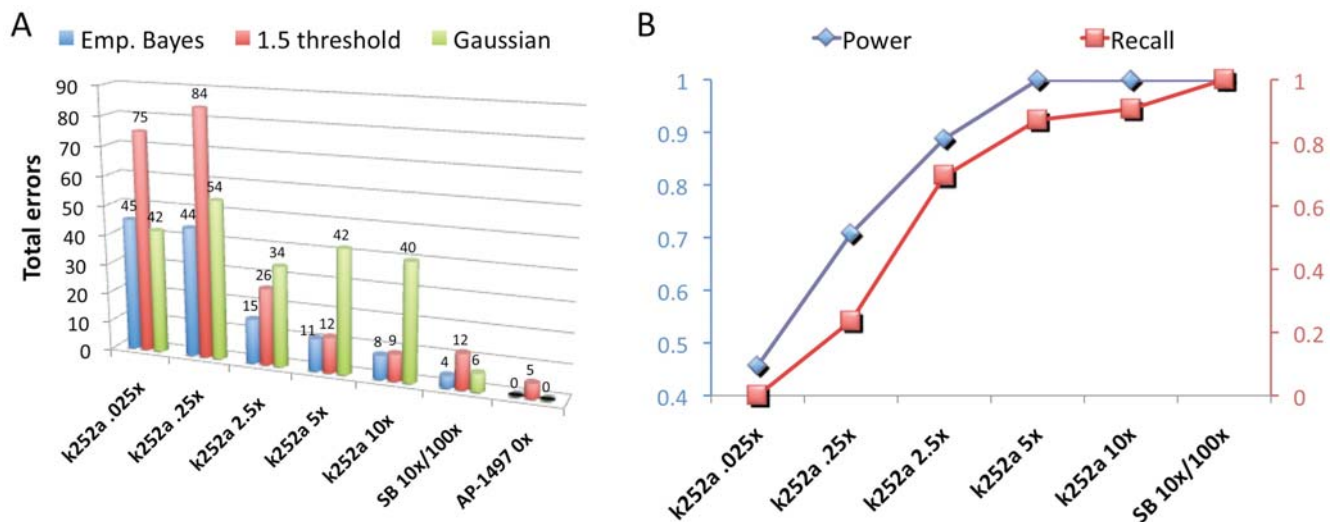 A
Emp. Bayes 1.5 threshold Gaussian
Total errors
90
80
70
60
50
40
30
20
10
0
45 75 42
44 84 54
15 26 34
11 12 42
8 9 40
4 12 6
0 5 0
k252a .025x
k252a .25x
k252a 2.5x
k252a 5x
k252a 10x
SB 10x/100x
AP-1497 0x
B
Power Recall
1
0.9
0.8
0.7
0.6
0.5
0.4
1
0.8
0.6
0.4
0.2
0
k252a .025x
k252a .25x
k252a 2.5x
k252a 5x
k252a 10x
SB 10x/100x